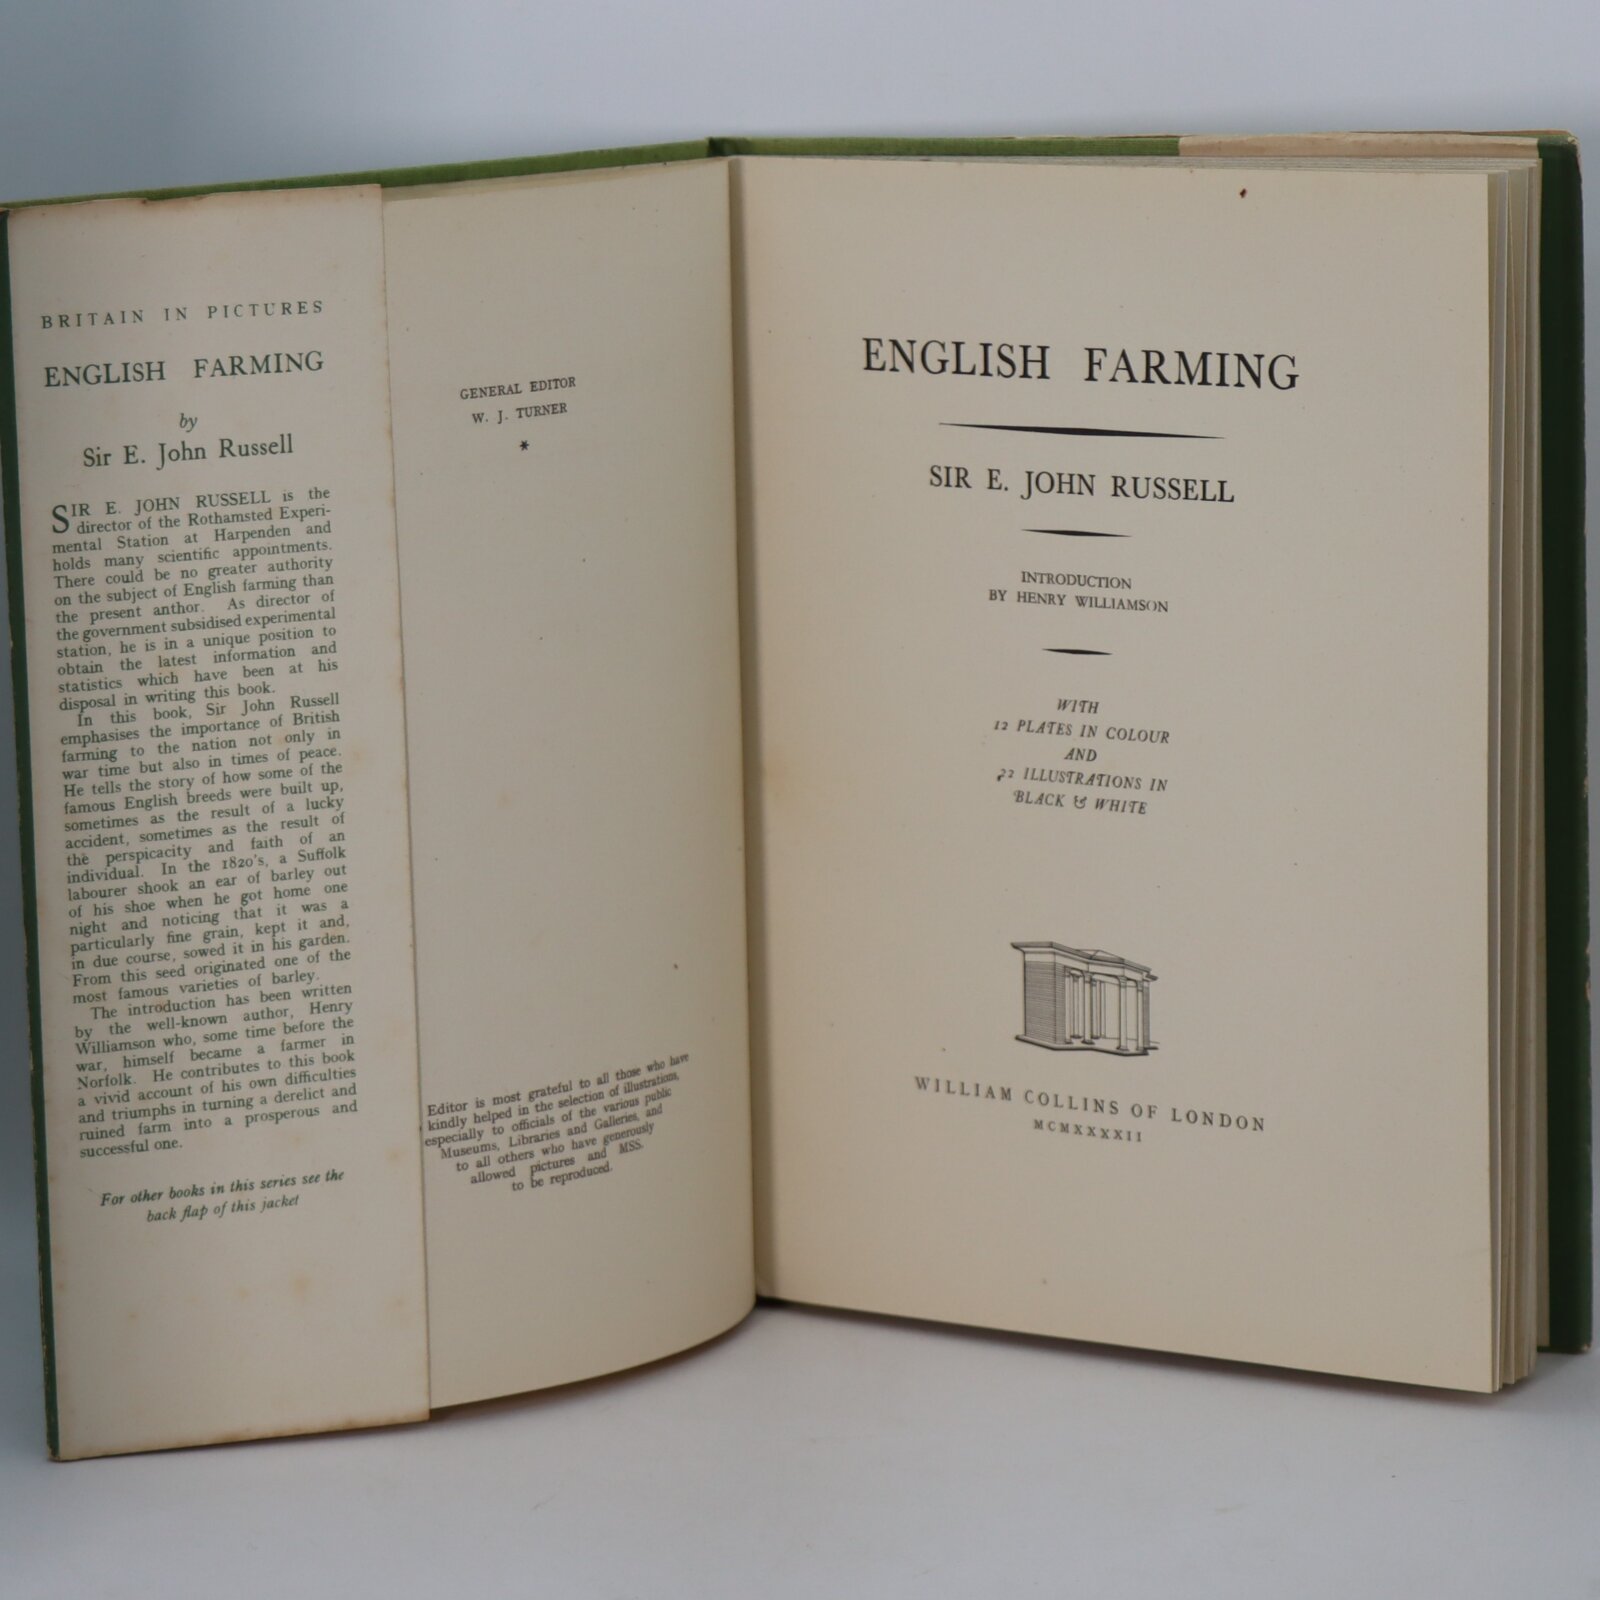 BRITAIN IN PICTURES
ENGLISH FARMING
by
Sir E. John Russell
SIR E. JOHN RUSSELL is the
director of the Rothamsted Experi-
mental Station at Harpenden and
holds many scientific appointments.
There could be no greater authority
on the subject of English farming than
the present anthor. As director of
the government subsidised experimental
station, he is in a unique position to
obtain the latest information and
statistics which have been at his
disposal in writing this book.
In this book, Sir John Russell
emphasises the importance of British
farming to the nation not only in
war time but also in times of peace.
He tells the story of how some of the
famous English breeds were built up,
sometimes as the result of a lucky
accident, sometimes as the result of
the perspicacity and faith of an
individual. In the 1820's, a Suffolk
labourer shook an ear of barley out
of his shoe when he got home one
night and noticing that it was a
particularly fine grain, kept it and,
in due course, sowed it in his garden.
From this seed originated one of the
most famous varieties of barley.
The introduction has been written
by the well-known author, Henry
Williamson who, some time before the
war, himself became a farmer in
Norfolk. He contributes to this book
a vivid account of his own difficulties
and triumphs in turning a derelict and
ruined farm into a prosperous and
successful one.
For other books in this series see the
back flap of this jacket
GENERAL EDITOR
W. J. TURNER
*
Editor is most grateful to all those who have
kindly helped in the selection of illustrations,
especially to officials of the various public
Museums, Libraries and Galleries, and
to all others who have generously
allowed pictures and MSS.
to be reproduced.
ENGLISH FARMING
SIR E. JOHN RUSSELL
INTRODUCTION
BY HENRY WILLIAMSON
WITH
12 PLATES IN COLOUR
AND
22 ILLUSTRATIONS IN
BLACK & WHITE
WILLIAM COLLINS OF LONDON
MCMXXXXII